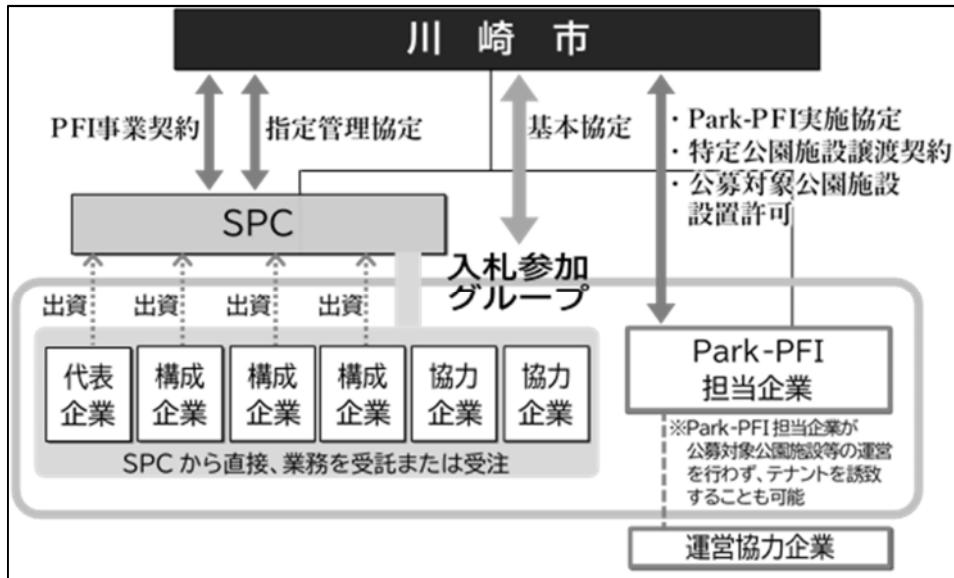 川崎市
PFI事業契約
指定管理協定
基本協定
・Park-PFI実施協定
・特定公園施設譲渡契約
・公募対象公園施設
設置許可
SPC
入札参加
グループ
出資
出資
出資
出資
代表
企業
構成
企業
構成
企業
構成
企業
協力
企業
協力
企業
SPCから直接、業務を受託または受注
Park-PFI
担当企業
※Park-PFI担当企業が
公募対象公園施設等の運営
を行わず、テナントを誘致
することも可能
運営協力企業